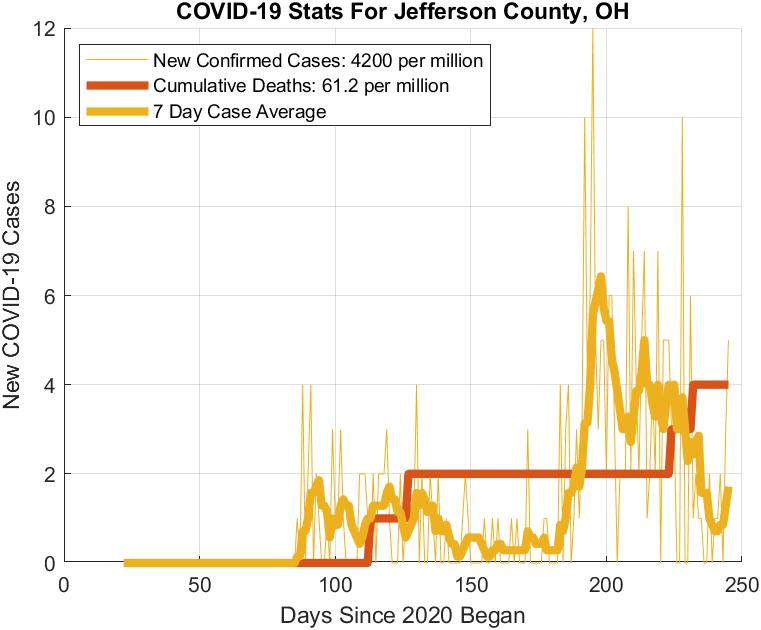 COVID-19 Stats For Jefferson County, OH
New Confirmed Cases: 4200 per million
Cumulative Deaths: 61.2 per million
7 Day Case Average
New COVID-19 Cases
12
10
8
6
4
2
0
0 50 100 150 200 250
Days Since 2020 Began